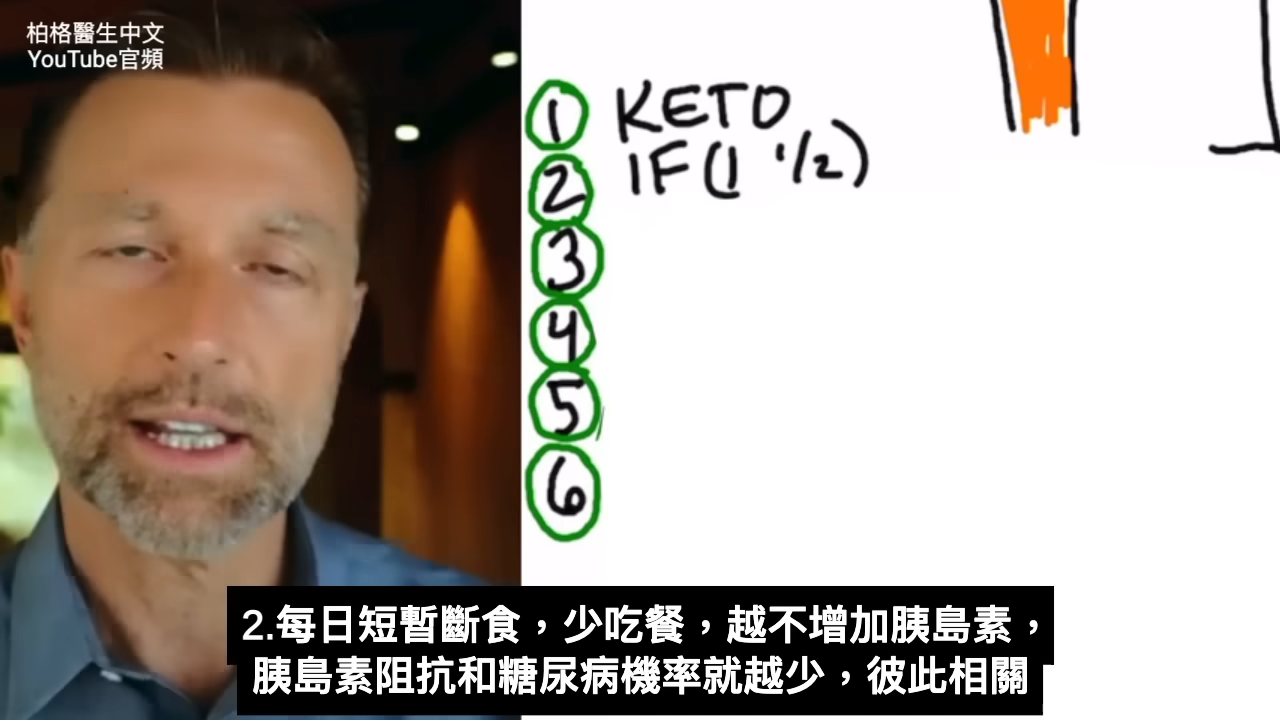 柏格醫生中文
YouTube官頻
1 KETO
2 IF (1 1/2)
3
4
5
6
2.每日短暫斷食，少吃餐，越不增加胰島素，
胰島素阻抗和糖尿病機率就越少，彼此相關